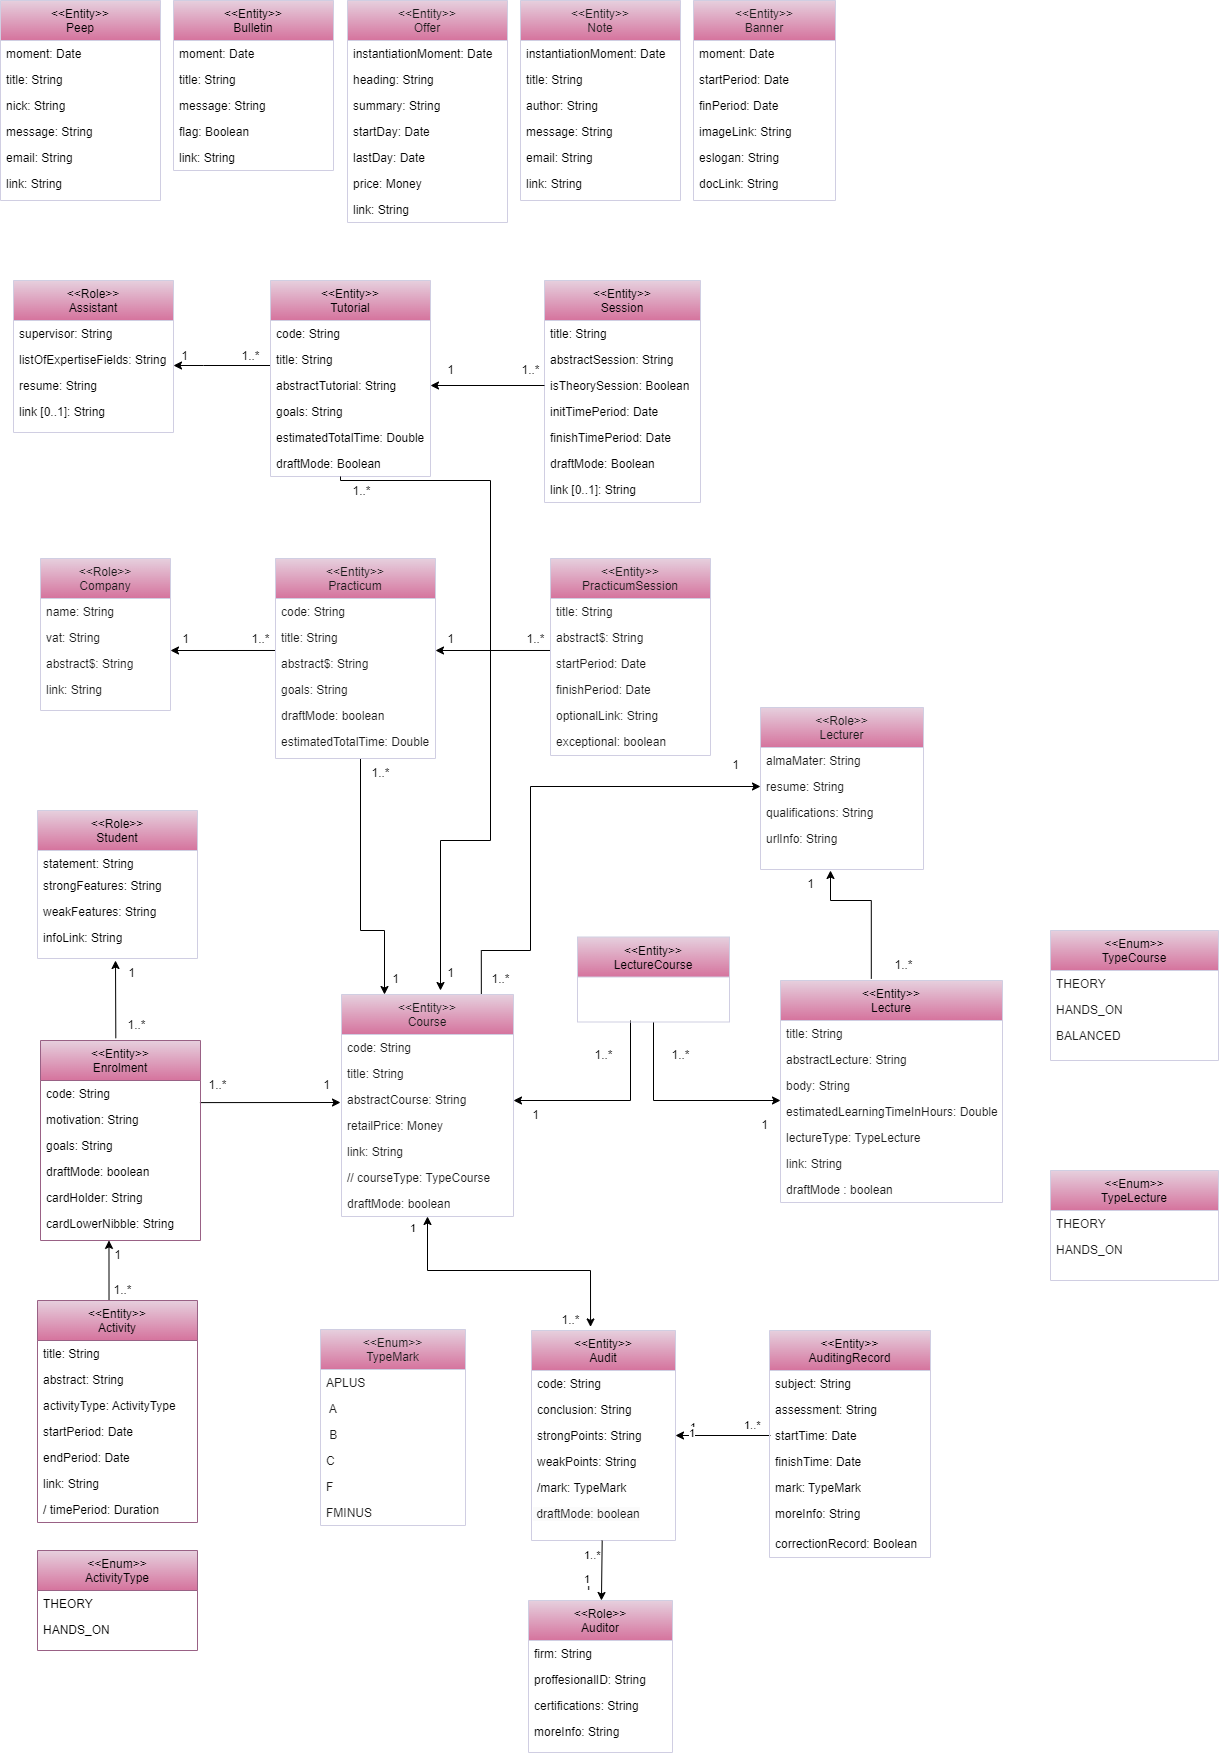 <<Entity>>
Peep
moment: Date
title: String
nick: String
message: String
email: String
link: String
<<Entity>>
Bulletin
moment: Date
title: String
message: String
flag: Boolean
link: String
<<Entity>>
Offer
instantiationMoment: Date
heading: String
summary: String
startDay: Date
lastDay: Date
price: Money
link: String
<<Entity>>
Note
instantiationMoment: Date
title: String
author: String
message: String
email: String
link: String
<<Entity>>
Banner
moment: Date
startPeriod: Date
finPeriod: Date
imageLink: String
eslogan: String
docLink: String
<<Role>>
Assistant
supervisor: String
listOfExpertiseFields: String
resume: String
link [0..1]: String
1
1..*
<<Entity>>
Tutorial
code: String
title: String
abstractTutorial: String
goals: String
estimatedTotalTime: Double
draftMode: Boolean
1..*
1
1..*
<<Entity>>
Session
title: String
abstractSession: String
isTheorySession: Boolean
initTimePeriod: Date
finishTimePeriod: Date
draftMode: Boolean
link [0..1]: String
<<Role>>
Company
name: String
vat: String
abstract$: String
link: String
1
1..*
<<Entity>>
Practicum
code: String
title: String
abstract$: String
goals: String
draftMode: boolean
estimatedTotalTime: Double
1..*
1
1..*
<<Entity>>
PracticumSession
title: String
abstract$: String
startPeriod: Date
finishPeriod: Date
optionalLink: String
exceptional: boolean
1
<<Role>>
Lecturer
almaMater: String
resume: String
qualifications: String
urlInfo: String
1
1..*
<<Role>>
Student
statement: String
strongFeatures: String
weakFeatures: String
infoLink: String
1
1..*
<<Entity>>
Enrolment
code: String
motivation: String
goals: String
draftMode: boolean
cardHolder: String
cardLowerNibble: String
1..*
1
1
1
1..*
<<Entity>>
Course
code: String
title: String
abstractCourse: String
retailPrice: Money
link: String
// courseType: TypeCourse
draftMode: boolean
<<Entity>>
LectureCourse
1..*
1..*
1
1
<<Entity>>
Lecture
title: String
abstractLecture: String
body: String
estimatedLearningTimeInHours: Double
lectureType: TypeLecture
link: String
draftMode : boolean
<<Enum>>
TypeCourse
THEORY
HANDS_ON
BALANCED
<<Enum>>
TypeLecture
THEORY
HANDS_ON
1
1..*
<<Entity>>
Activity
title: String
abstract: String
activityType: ActivityType
startPeriod: Date
endPeriod: Date
link: String
/ timePeriod: Duration
<<Enum>>
ActivityType
THEORY
HANDS_ON
<<Enum>>
TypeMark
APLUS
A
B
C
F
FMINUS
1
1..*
<<Entity>>
Audit
code: String
conclusion: String
strongPoints: String
weakPoints: String
/mark: TypeMark
draftMode: boolean
1
1
1..*
<<Entity>>
AuditingRecord
subject: String
assessment: String
startTime: Date
finishTime: Date
mark: TypeMark
moreInfo: String
correctionRecord: Boolean
1..*
1
<<Role>>
Auditor
firm: String
proffesionalID: String
certifications: String
moreInfo: String